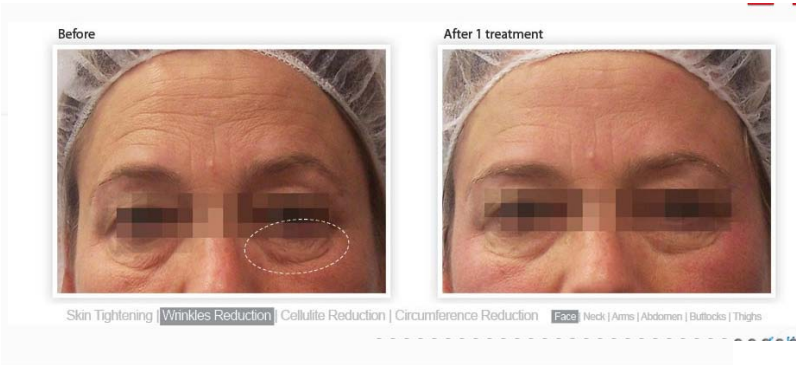 Before
After 1 treatment
Skin Tightening | Wrinkles Reduction | Cellulite Reduction | Circumference Reduction Face | Neck | Arms | Abdomen | Buttocks | Thighs